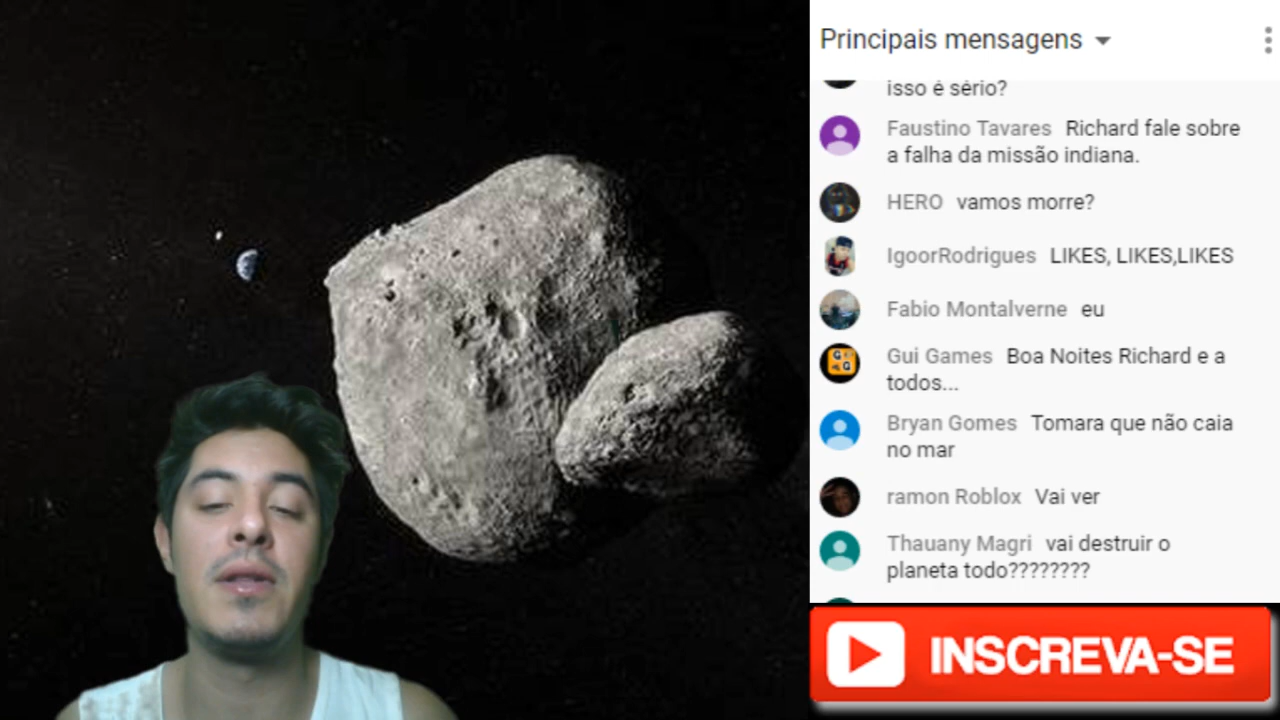 Principais mensagens
isso é sério?
Faustino Tavares Richard fale sobre
a falha da missão indiana.
HERO vamos morre?
IgoorRodrigues LIKES, LIKES,LIKES
Fabio Montalverne eu
Gui Games Boa Noites Richard e a
todos...
Bryan Gomes Tomara que não caia
no mar
ramon Roblox Vai ver
Thauany Magri vai destruir o
planeta todo????????
INSCREVA-SE